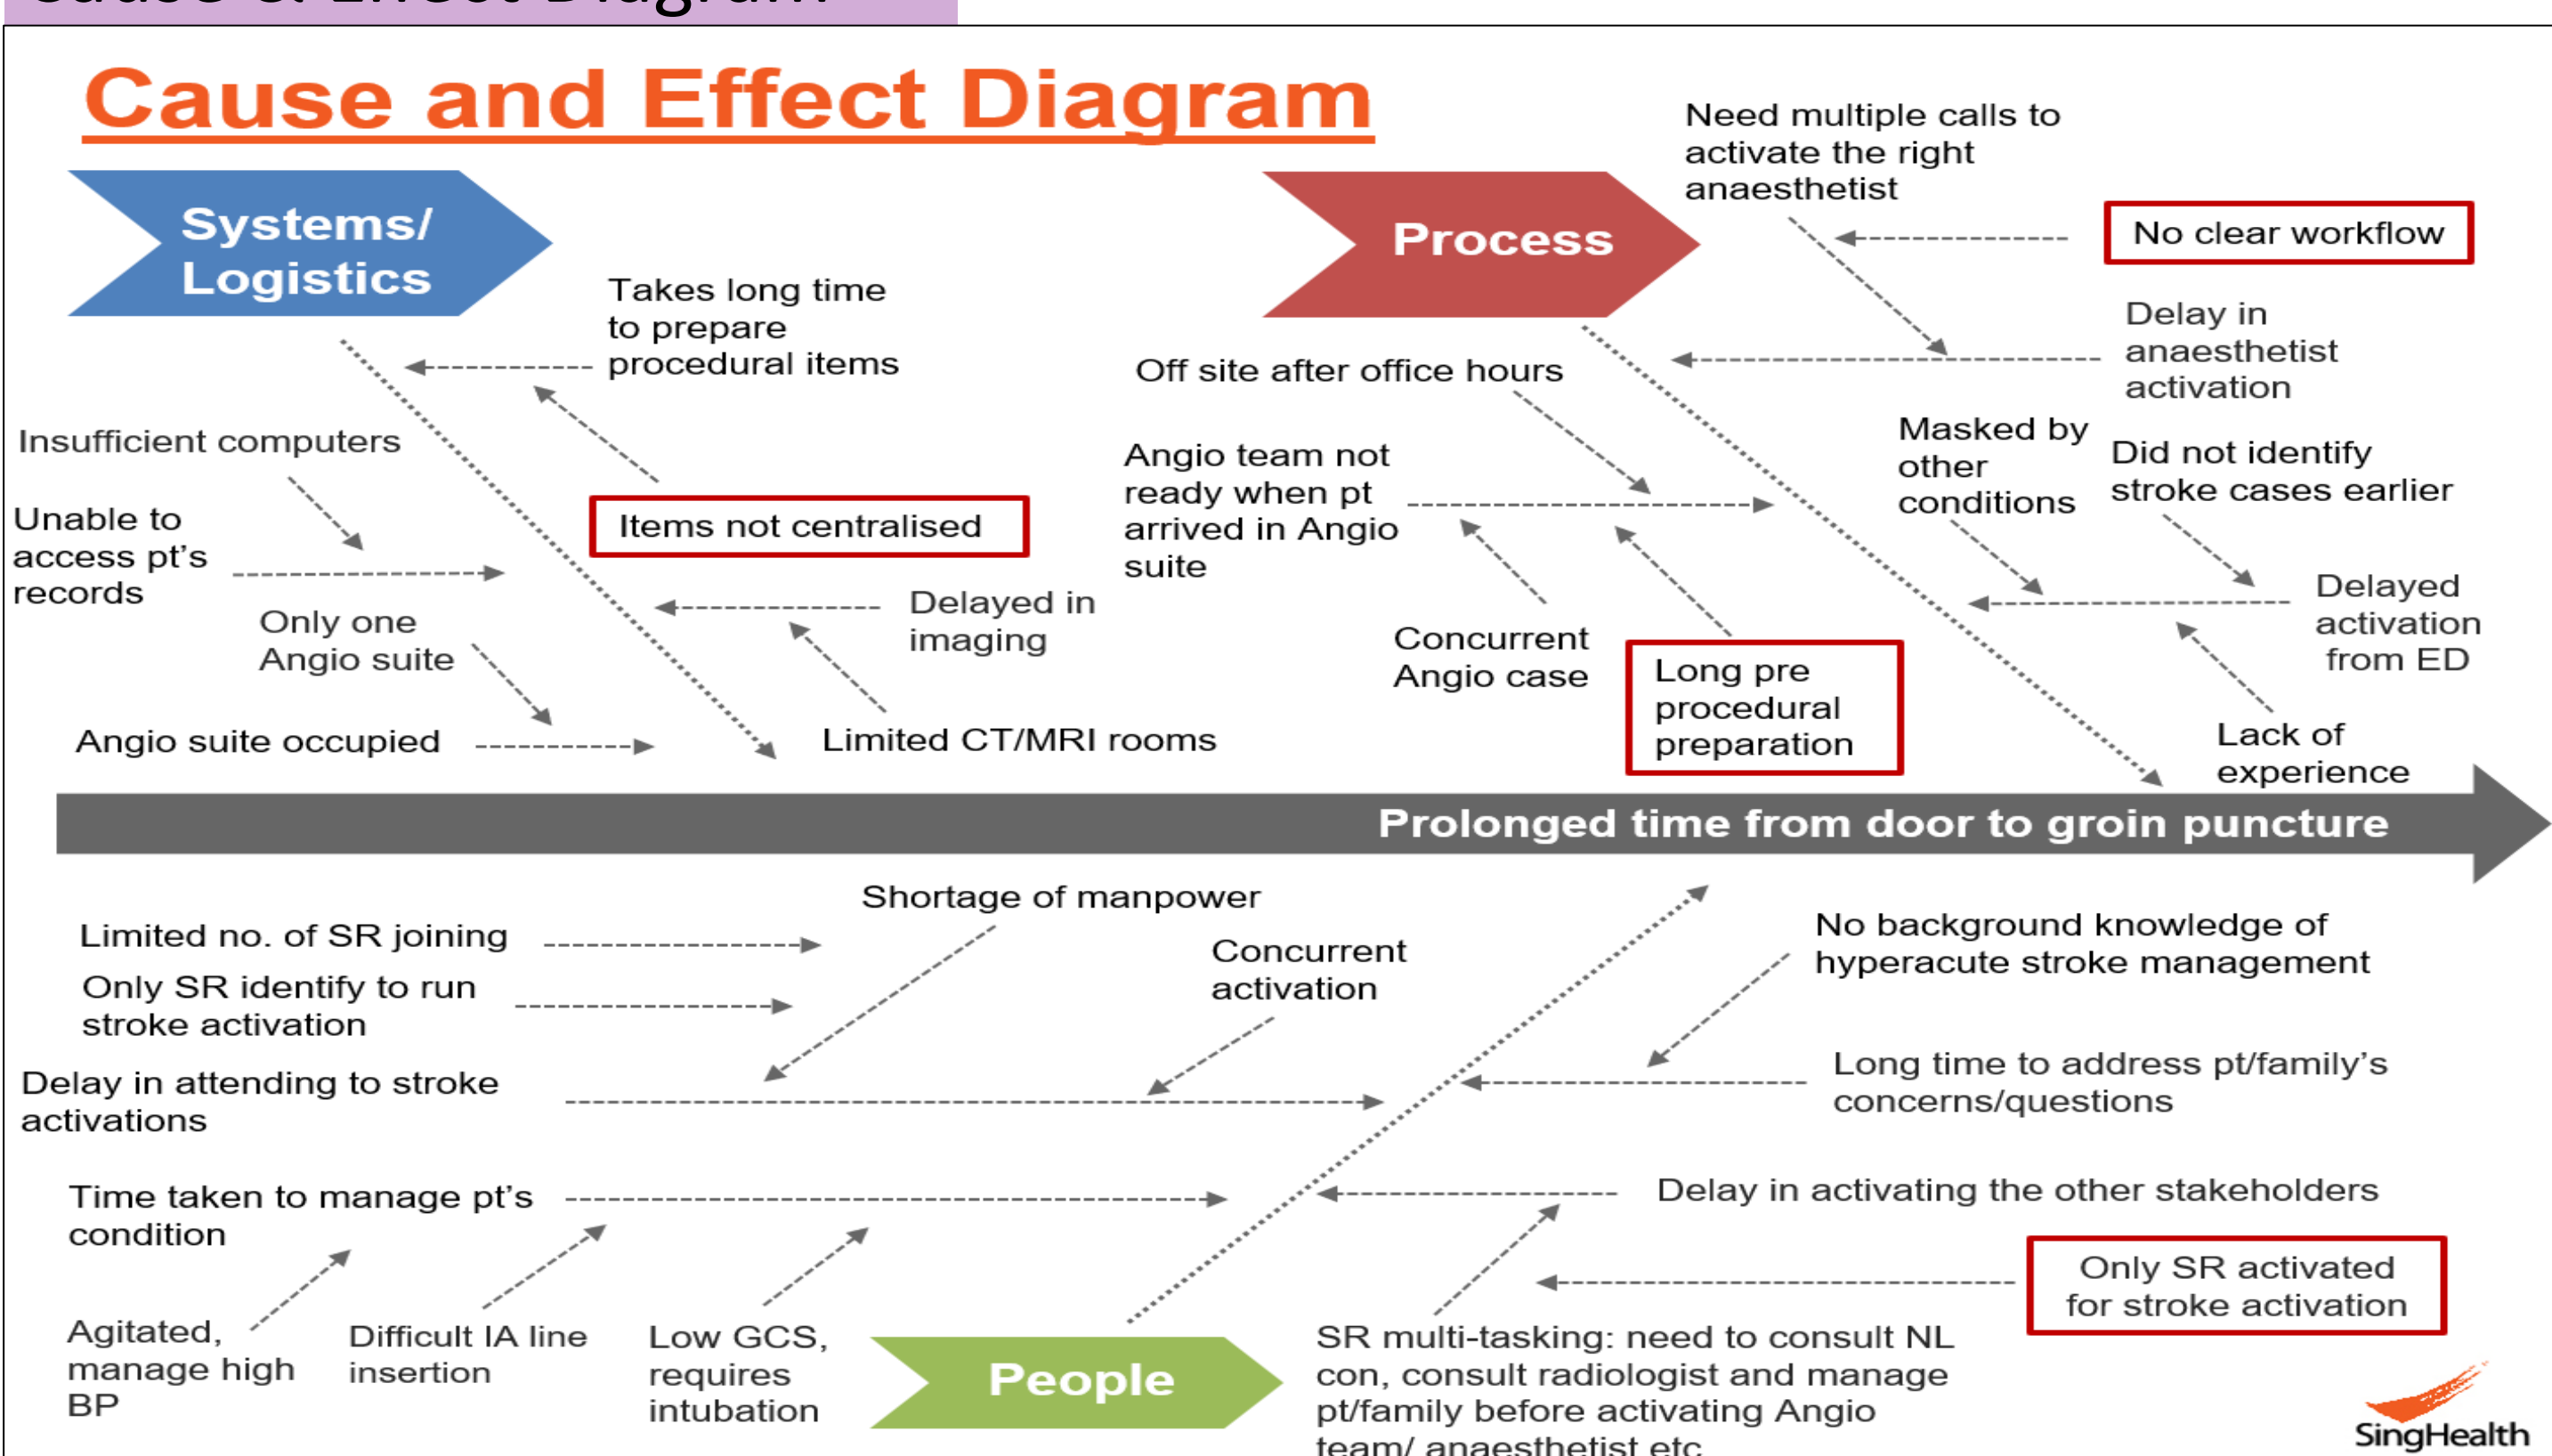 Cause & Effect Diagram
Cause and Effect Diagram
Systems/
Logistics
Takes long time
to prepare
procedural items
Insufficient computers
Items not centralised
Unable to
access pt's
records
Only one
Angio suite
Delayed in
imaging
Angio suite occupied
Limited CT/MRI rooms
Process
Need multiple calls to
activate the right
anaesthetist
No clear workflow
Delay in
anaesthetist
activation
Off site after office hours
Angio team not
ready when pt
arrived in Angio
suite
Masked by
other
conditions
Did not identify
stroke cases earlier
Concurrent
Angio case
Long pre
procedural
preparation
Delayed
activation
from ED
Lack of
experience
Prolonged time from door to groin puncture
Shortage of manpower
Limited no. of SR joining
Only SR identify to run
stroke activation
Concurrent
activation
Delay in attending to stroke
activations
No background knowledge of
hyperacute stroke management
Long time to address pt/family's
concerns/questions
Time taken to manage pt's
condition
Delay in activating the other stakeholders
Only SR activated
for stroke activation
Agitated,
manage high
BP
Difficult IA line
insertion
Low GCS,
requires
intubation
People
SR multi-tasking: need to consult NL
con, consult radiologist and manage
pt/family before activating Angio
team/ anaesthetist etc
SingHealth